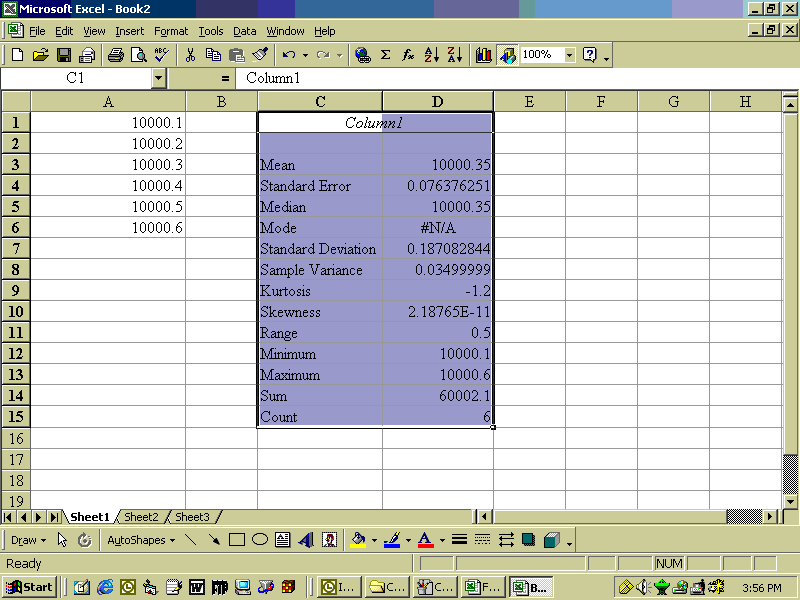 Microsoft Excel - Book2
File Edit View Insert Format Tools Data Window Help
100%
C1 = Column1
A B C D E F G H
1 10000.1 Column1
2 10000.2
3 10000.3 Mean 10000.35
4 10000.4 Standard Error 0.076376251
5 10000.5 Median 10000.35
6 10000.6 Mode #N/A
7 Standard Deviation 0.187082844
8 Sample Variance 0.03499999
9 Kurtosis -1.2
10 Skewness 2.18765E-11
11 Range 0.5
12 Minimum 10000.1
13 Maximum 10000.6
14 Sum 60002.1
15 Count 6
16
17
18
19
Sheet1 Sheet2 Sheet3
Draw AutoShapes
Ready NUM
Start I... C... C... F... B... 3:56 PM